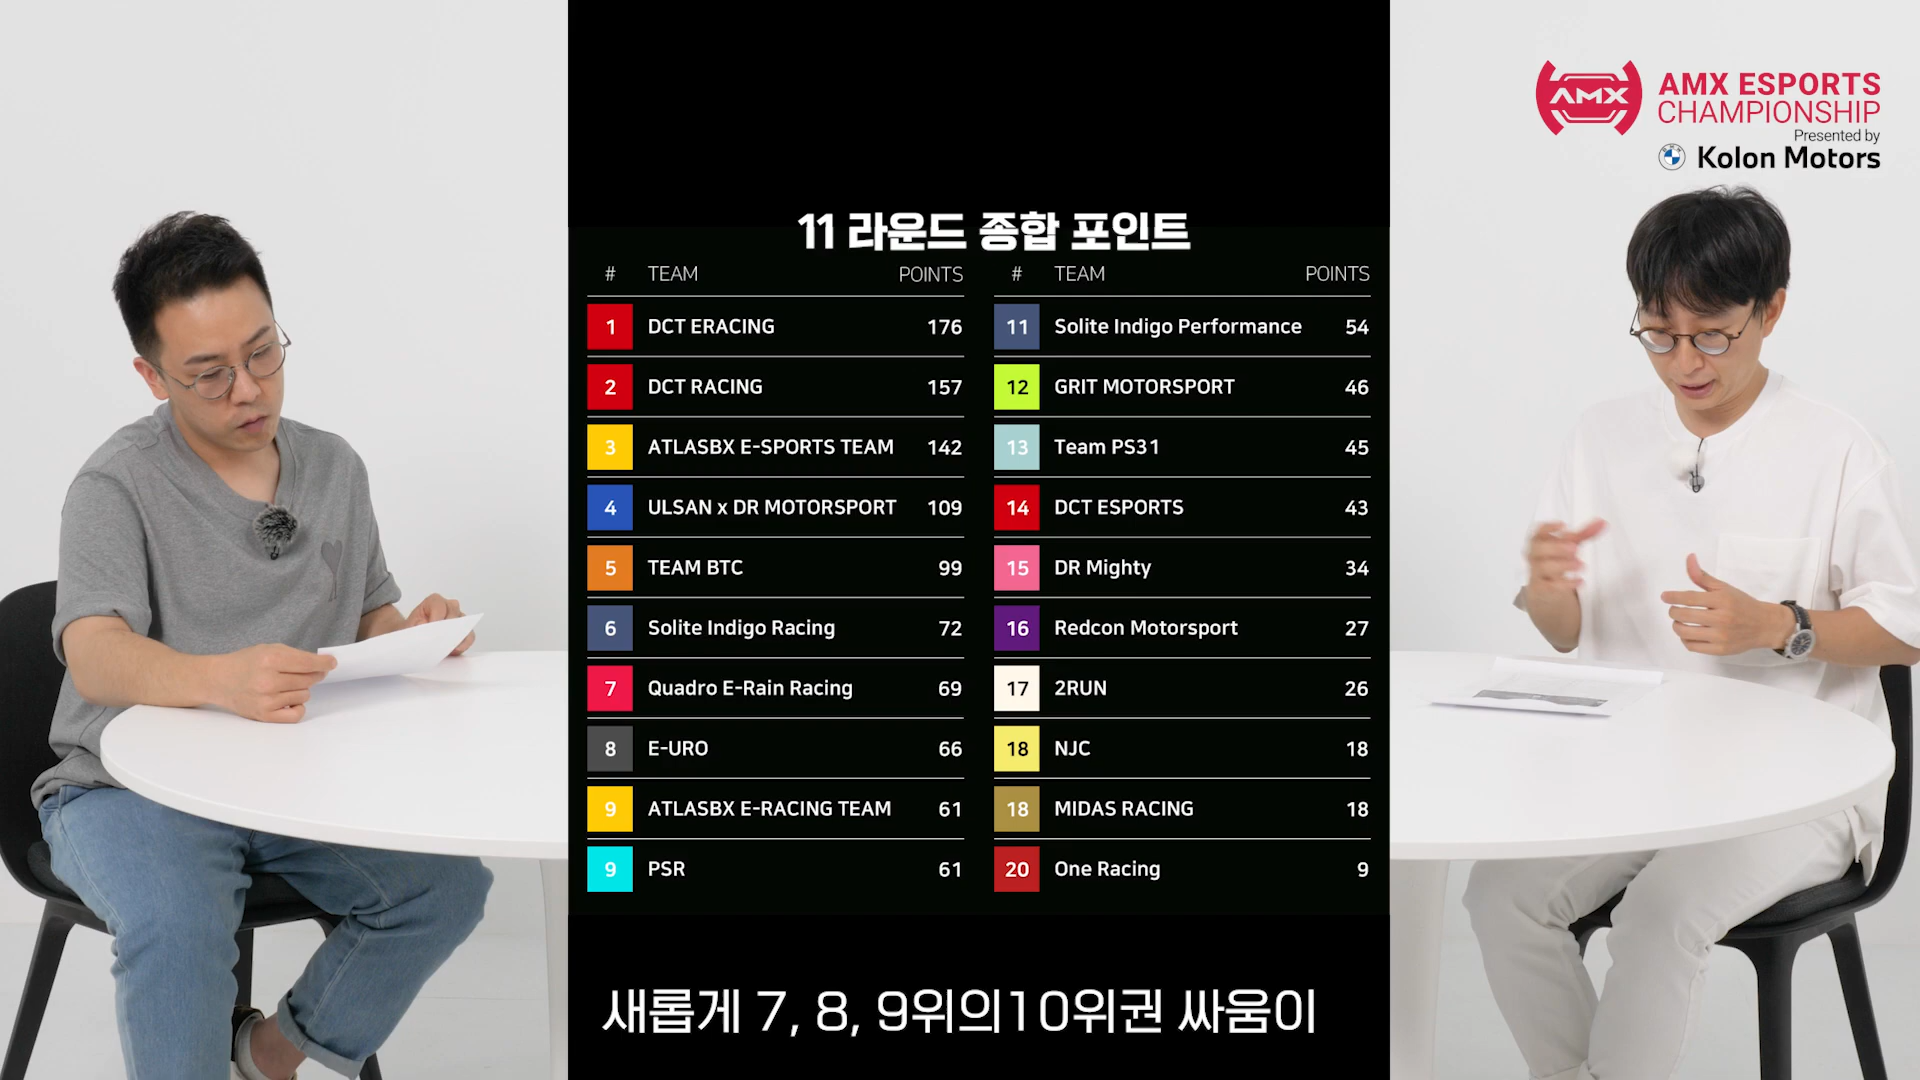 AMX
AMX ESPORTS
CHAMPIONSHIP
Presented by
Kolon Motors
11 라운드 종합 포인트
# TEAM POINTS
1 DCT ERACING 176
2 DCT RACING 157
3 ATLASBX E-SPORTS TEAM 142
4 ULSAN x DR MOTORSPORT 109
5 TEAM BTC 99
6 Solite Indigo Racing 72
7 Quadro E-Rain Racing 69
8 E-URO 66
9 ATLASBX E-RACING TEAM 61
9 PSR 61
# TEAM POINTS
11 Solite Indigo Performance 54
12 GRIT MOTORSPORT 46
13 Team PS31 45
14 DCT ESPORTS 43
15 DR Mighty 34
16 Redcon Motorsport 27
17 2RUN 26
18 NJC 18
18 MIDAS RACING 18
20 One Racing 9
새롭게 7, 8, 9위의10위권 싸움이